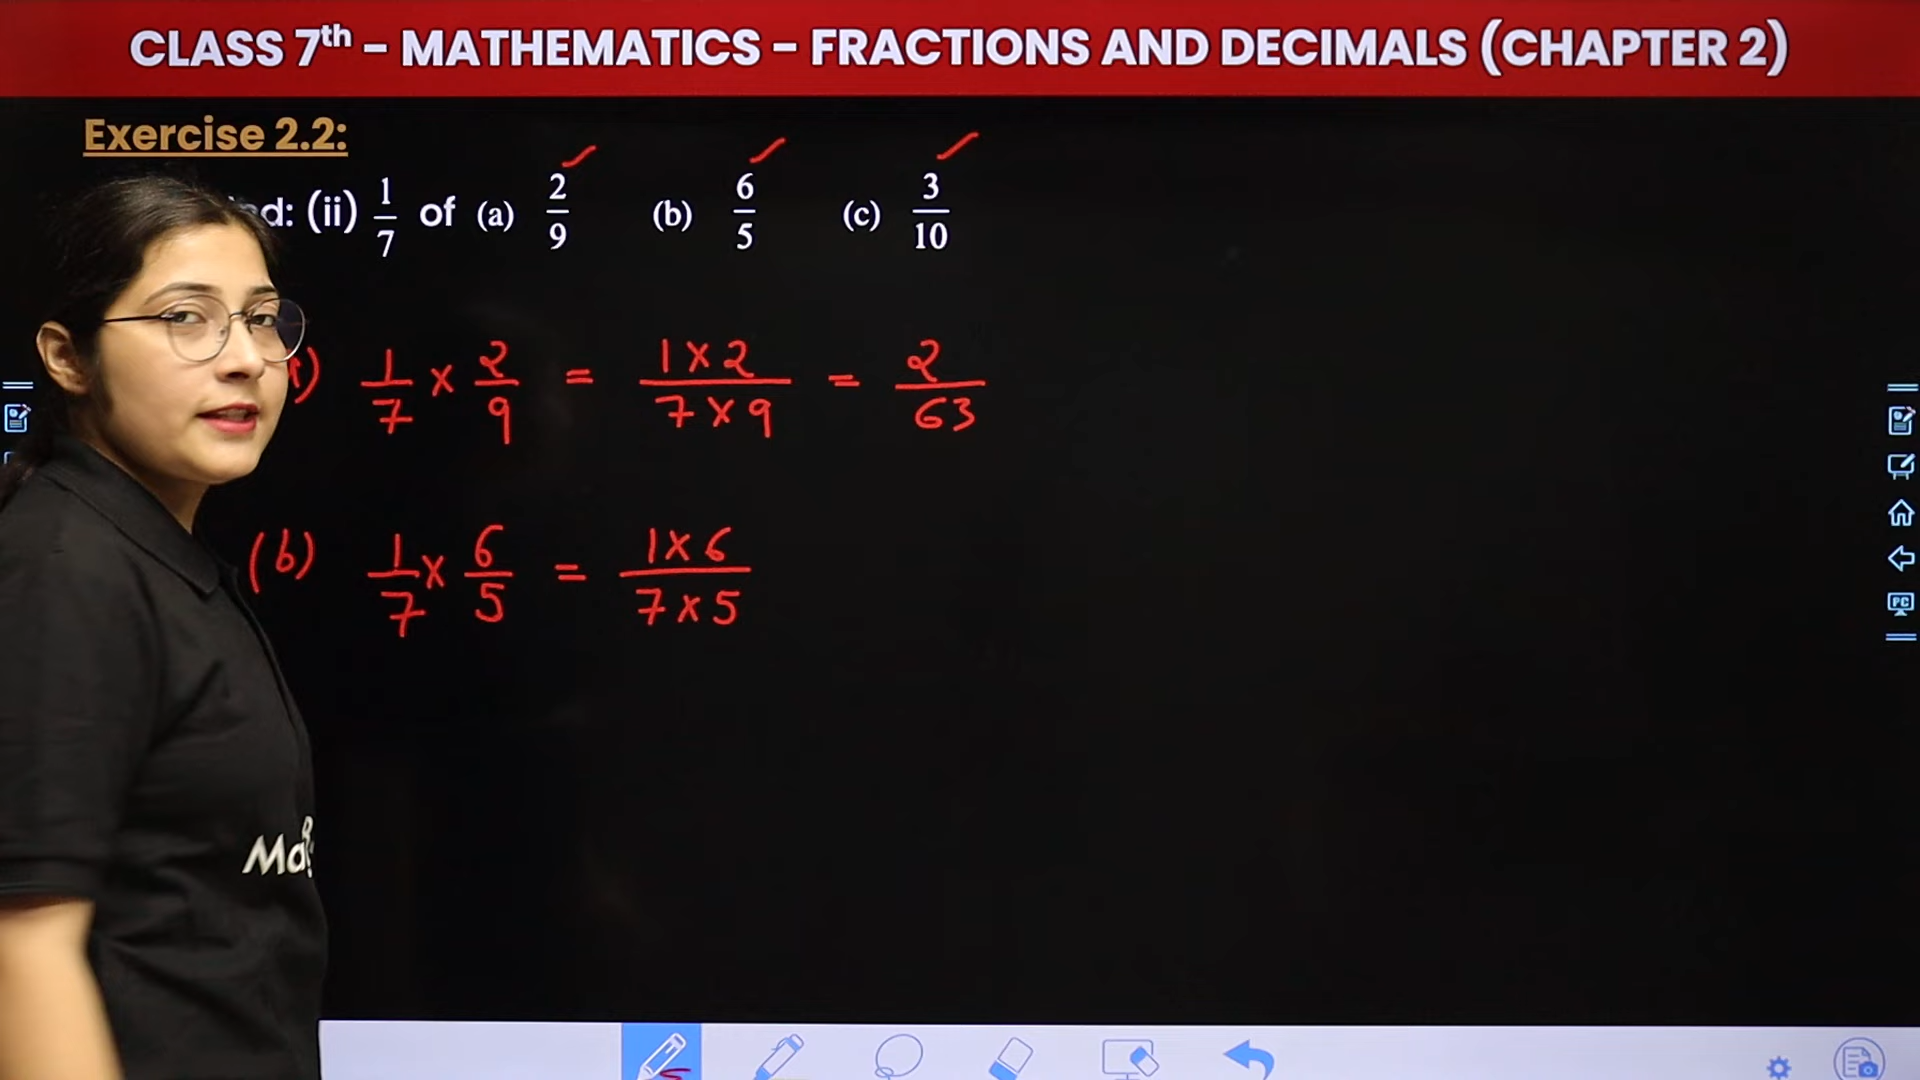 CLASS 7th – MATHEMATICS – FRACTIONS AND DECIMALS (CHAPTER 2)
Exercise 2.2:
(ii) 1/7 of (a) 2/9 (b) 6/5 (c) 3/10
1/7 × 2/9 = 1×2/7×9 = 2/63
(b) 1/7 × 6/5 = 1×6/7×5
PC